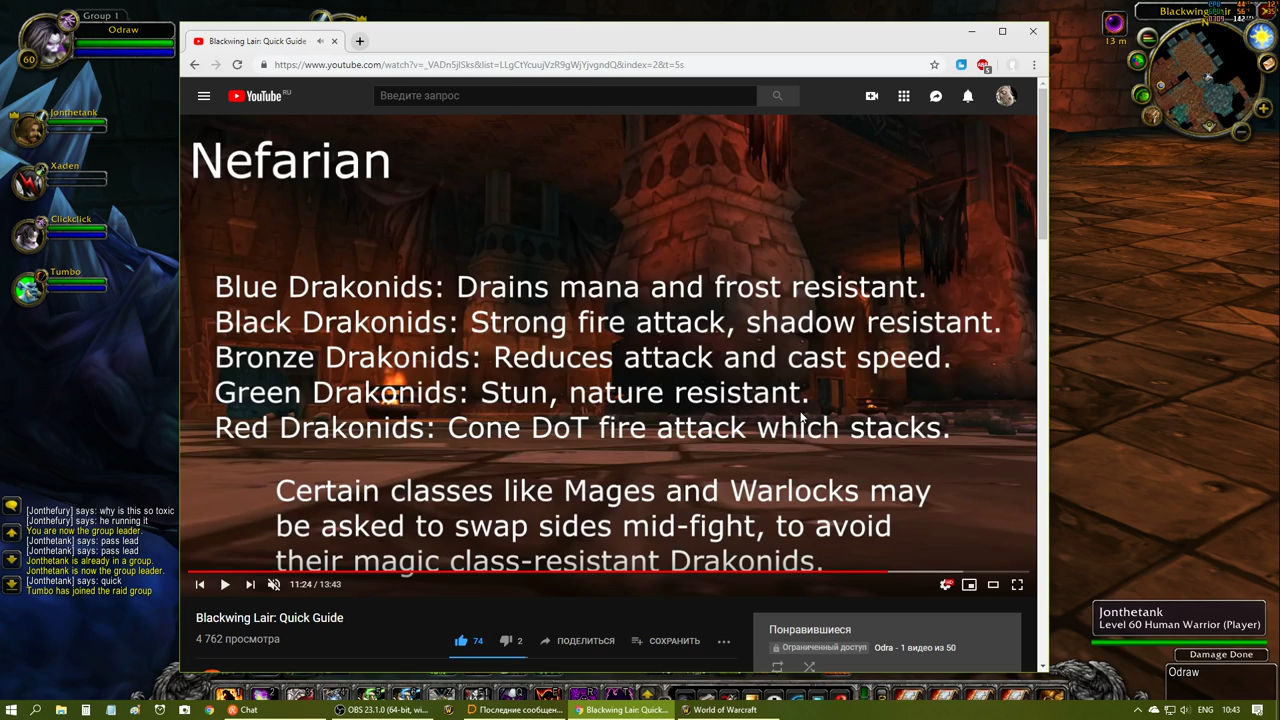 Group 1
Odraw
60
Jonthetank
Xaden
Clickclick
Tumbo
Blackwing Lair: Quick Guide
https://www.youtube.com/watch?v=_VADn5jlSks&list=LLgCtYcuujVzR9gWjYjvgndQ&index=2&t=5s
YouTube RU
Введите запрос
Nefarian
Blue Drakonids: Drains mana and frost resistant.
Black Drakonids: Strong fire attack, shadow resistant.
Bronze Drakonids: Reduces attack and cast speed.
Green Drakonids: Stun, nature resistant.
Red Drakonids: Cone DoT fire attack which stacks.
Certain classes like Mages and Warlocks may
be asked to swap sides mid-fight, to avoid
their magic class-resistant Drakonids.
11:24 / 13:43
HD
Blackwing Lair: Quick Guide
4 762 просмотра
74
2
ПОДЕЛИТЬСЯ
СОХРАНИТЬ
Понравившиеся
Ограниченный доступ
Odra - 1 видео из 50
[Jonthefury] says: why is this so toxic
[Jonthefury] says: he running it
You are now the group leader.
[Jonthetank] says: pass lead
[Jonthetank] says: pass lead
Jonthetank is already in a group.
Jonthetank is now the group leader.
[Jonthetank] says: quick
Tumbo has joined the raid group
13 m
Jonthetank
Level 60 Human Warrior (Player)
Damage Done
Odraw
Chat
OBS 23.1.0 (64-bit, wi...
Последние сообщен...
Blackwing Lair: Quick...
World of Warcraft
ENG
10:43